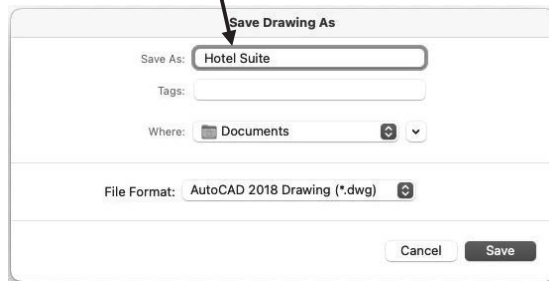 Save Drawing As
Save As: Hotel Suite
Tags:
Where: Documents
File Format: AutoCAD 2018 Drawing (*.dwg)
Cancel Save